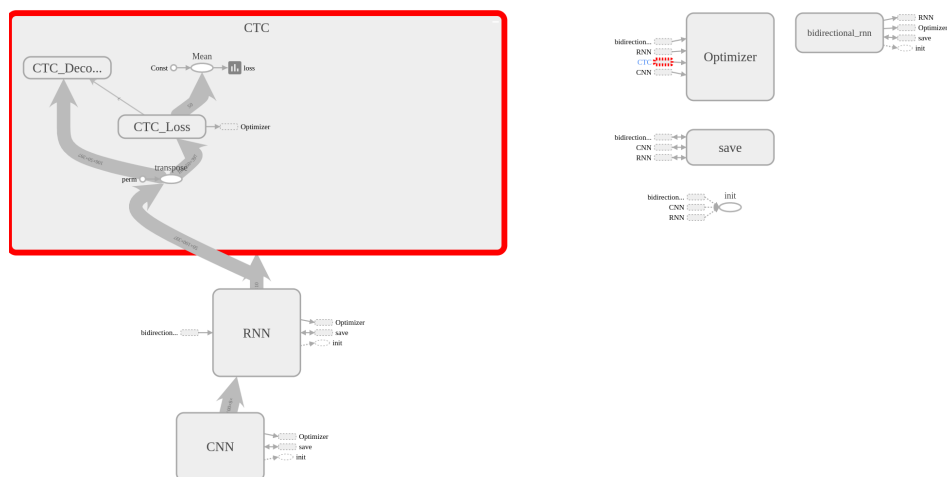 CTC
CTC_Deco...
Mean
Const
loss
CTC_Loss
Optimizer
transpose
perm
RNN
bidirection...
Optimizer
save
init
CNN
Optimizer
save
init
Optimizer
bidirection...
RNN
CTC
CNN
bidirectional_rnn
RNN
Optimizer
save
init
save
bidirection...
CNN
RNN
init
bidirection...
CNN
RNN